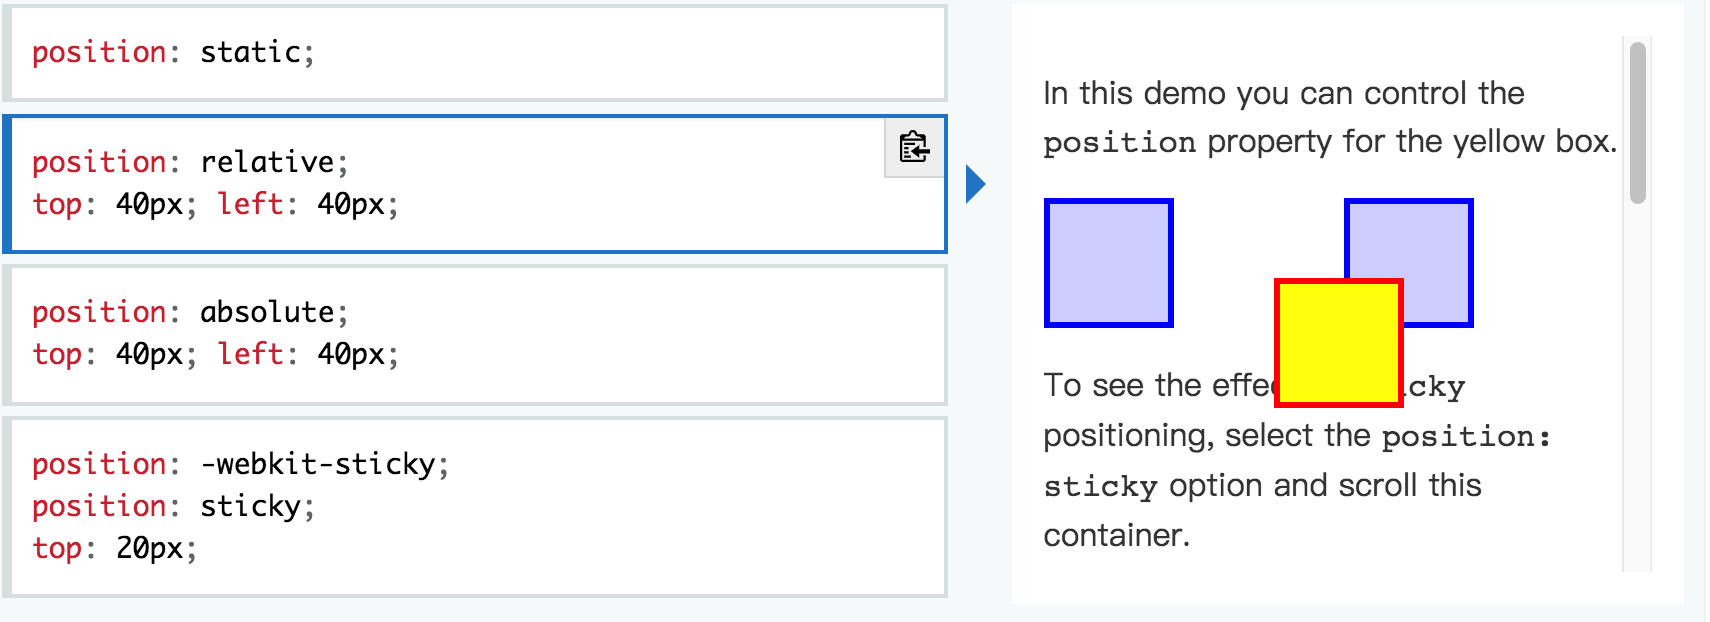 position: static;
position: relative;
top: 40px; left: 40px;
position: absolute;
top: 40px; left: 40px;
position: -webkit-sticky;
position: sticky;
top: 20px;
In this demo you can control the
position property for the yellow box.
To see the cky
positioning, select the position:
sticky option and scroll this
container.